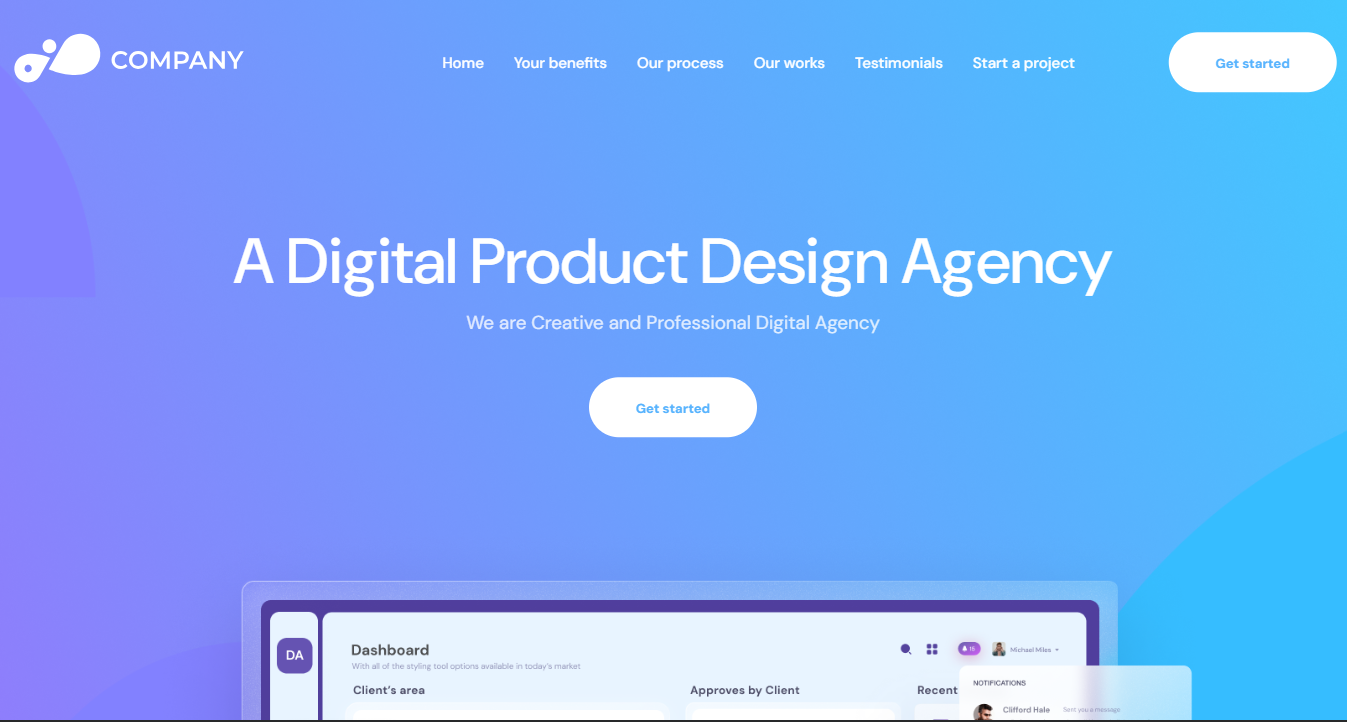 COMPANY
Home Your benefits Our process Our works Testimonials Start a project Get started
A Digital Product Design Agency
We are Creative and Professional Digital Agency
Get started
DA
Dashboard
With all of the styling tool options available in today's market
15
Michael Miles
Client's area
Approves by Client
Recent
NOTIFICATIONS
Clifford Hale Sent you a message